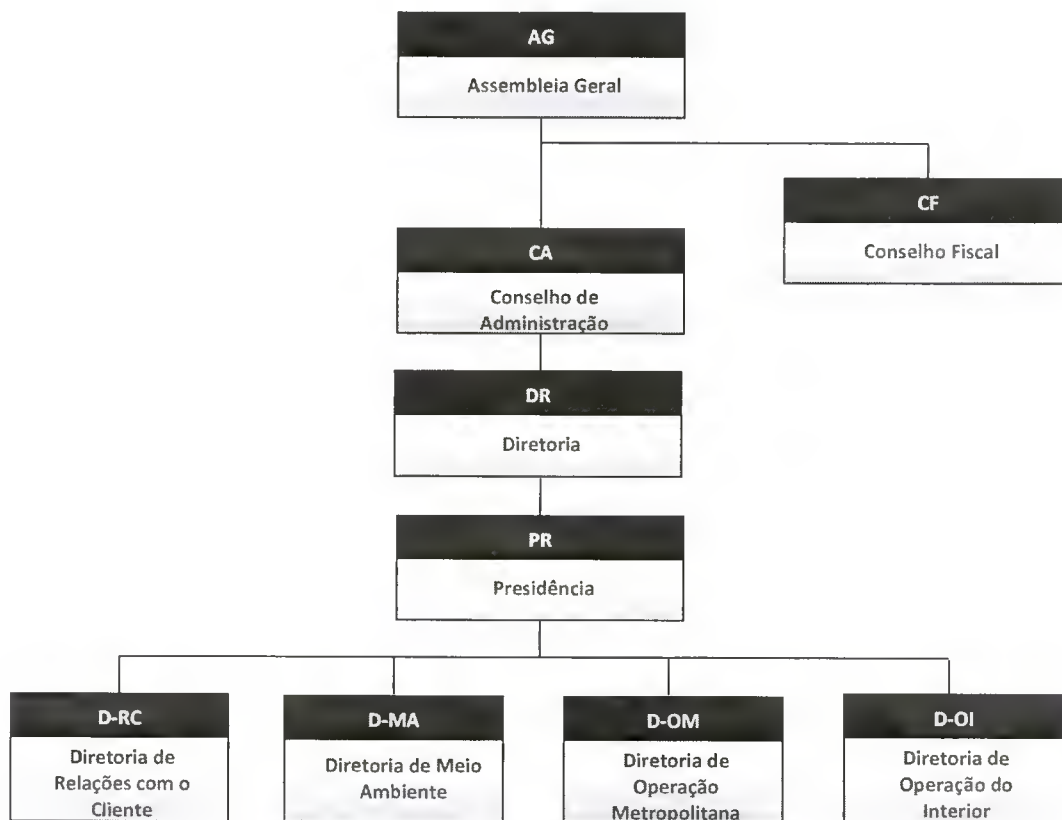 AG
Assembleia Geral
CF
Conselho Fiscal
CA
Conselho de
Administração
DR
Diretoria
PR
Presidência
D-RC
Diretoria de
Relações com o
Cliente
D-MA
Diretoria de Meio
Ambiente
D-OM
Diretoria de
Operação
Metropolitana
D-OI
Diretoria de
Operação do
Interior